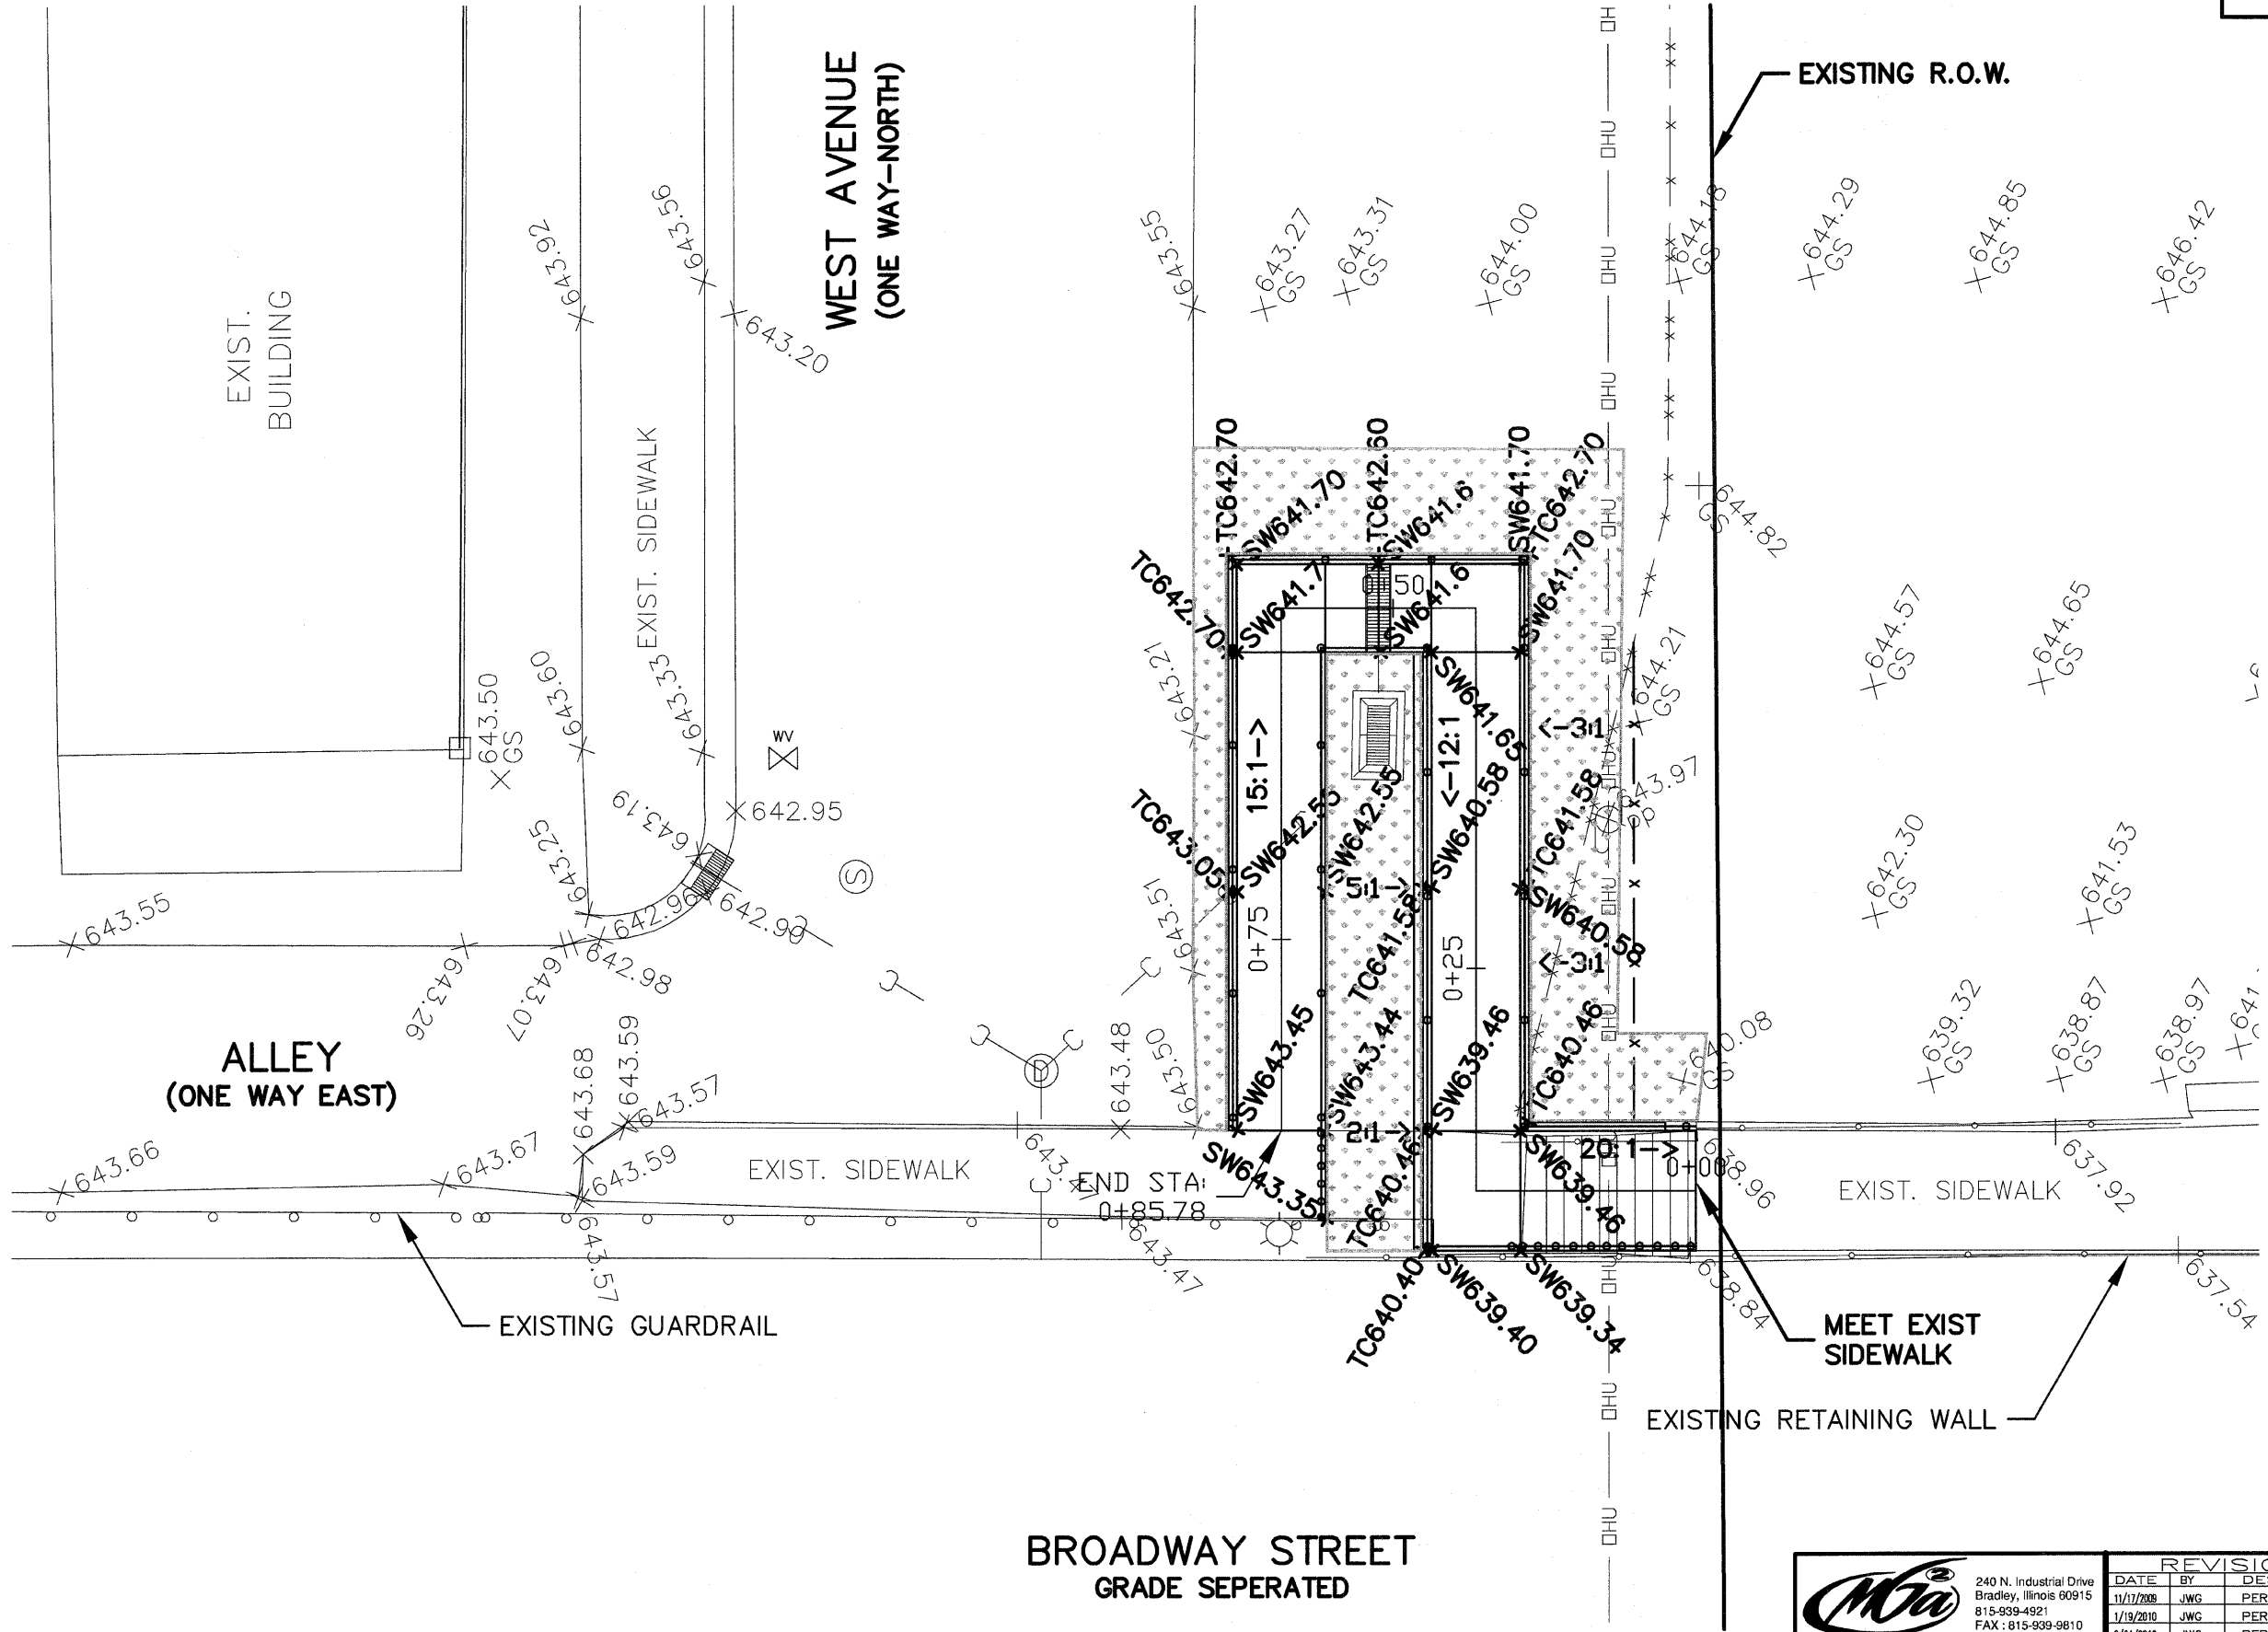 EXISTING R.O.W.
WEST AVENUE
(ONE WAY-NORTH)
EXIST.
BUILDING
EXIST. SIDEWALK
643.92
643.56
643.20
643.55
643.27
GS
643.31
GS
644.00
GS
644.18
GS
644.29
GS
644.85
GS
646.42
GS
OHU
TC642.70
SW641.70
TC642.60
SW641.6
SW641.70
TC642.70
SW641.70
644.82
GS
TC642.70
SW641.7
0+50
SW641.6
SW641.65
643.50
GS
643.60
643.33
643.21
644.21
GS
644.57
GS
644.65
GS
WV
15:1->
<-12:1
<-3:1
643.19
642.95
643.25
642.96
642.99
S
TC643.05
SW642.55
SW642.55
SW640.58
TC641.58
643.97
PP
5:1->
TC641.58
SW640.58
642.30
GS
641.53
GS
643.55
643.26
643.07
642.98
643.51
0+75
0+25
<-3:1
ALLEY
(ONE WAY EAST)
643.68
643.59
643.57
643.48
643.50
SW643.45
SW643.44
SW639.46
TC640.46
640.08
GS
639.32
GS
638.87
GS
638.97
GS
641
643.66
643.67
643.59
EXIST. SIDEWALK
D
END STA:
0+85.78
SW643.35
2:1->
TC640.46
SW639.46
20:1->
0+00
638.96
EXIST. SIDEWALK
637.92
643.57
643.47
TC640.40
SW639.40
SW639.34
638.84
637.54
EXISTING GUARDRAIL
MEET EXIST
SIDEWALK
EXISTING RETAINING WALL
BROADWAY STREET
GRADE SEPERATED
MGa2
240 N. Industrial Drive
Bradley, Illinois 60915
815-939-4921
FAX : 815-939-9810
DATE BY
11/17/2009 JWG PER
1/19/2010 JWG PER